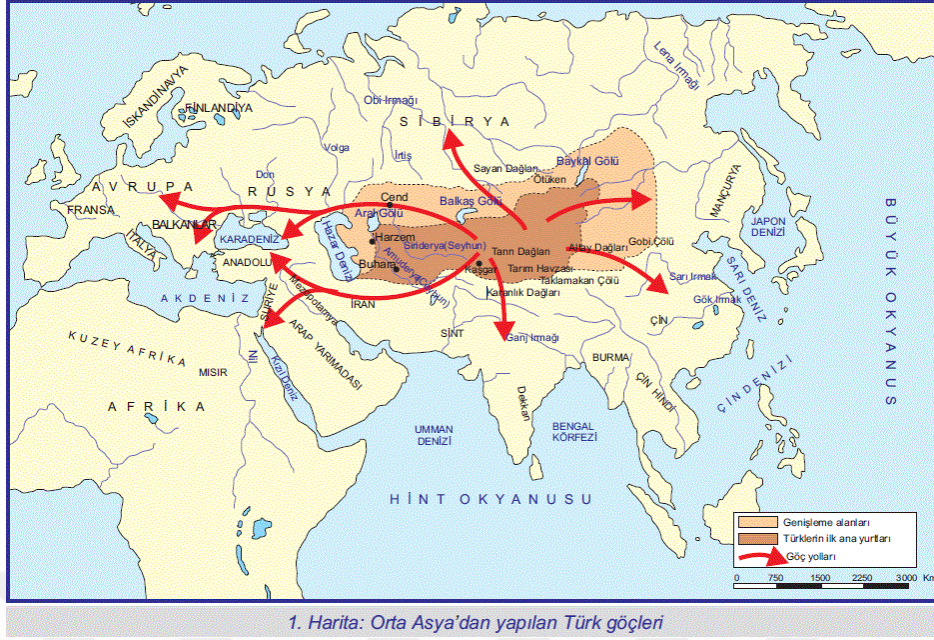 Lena Irmağı
İSKANDİNAVYA
FİNLANDİYA
Obi Irmağı
SİBİRYA
Volga
İrtiş
Sayan Dağları
Baykal Gölü
Ötüken
Don
AVRUPA
RUSYA
Cend
Aral Gölü
Balkaş Gölü
MANÇURYA
FRANSA
BALKANLAR
KARADENİZ
Harzem
Siriderya(Seyhun)
Tanrı Dağları
Altay Dağları
Gobi Çölü
JAPON
DENİZİ
İTALYA
ANADOLU
Hazar Denizi
Buhara
Amuderya(Ceyhun)
Kaşgar
Tarım Havzası
Taklamakan Çölü
Sarı Irmak
SARI DENİZ
BÜYÜK OKYANUS
AKDENİZ
SURİYE
Mezopotamya
İRAN
Karanlık Dağları
Gök Irmak
ÇİN
KUZEY AFRİKA
MISIR
Nil
Kızıl Deniz
ARAP YARIMADASI
SİNT
Ganj Irmağı
BURMA
ÇİN HİNDİ
ÇİN DENİZİ
AFRİKA
Dekkan
UMMAN
DENİZİ
BENGAL
KÖRFEZİ
HİNT OKYANUSU
Genişleme alanları
Türklerin ilk ana yurtları
Göç yolları
0 750 1500 2250 3000 Km
1. Harita: Orta Asya'dan yapılan Türk göçleri